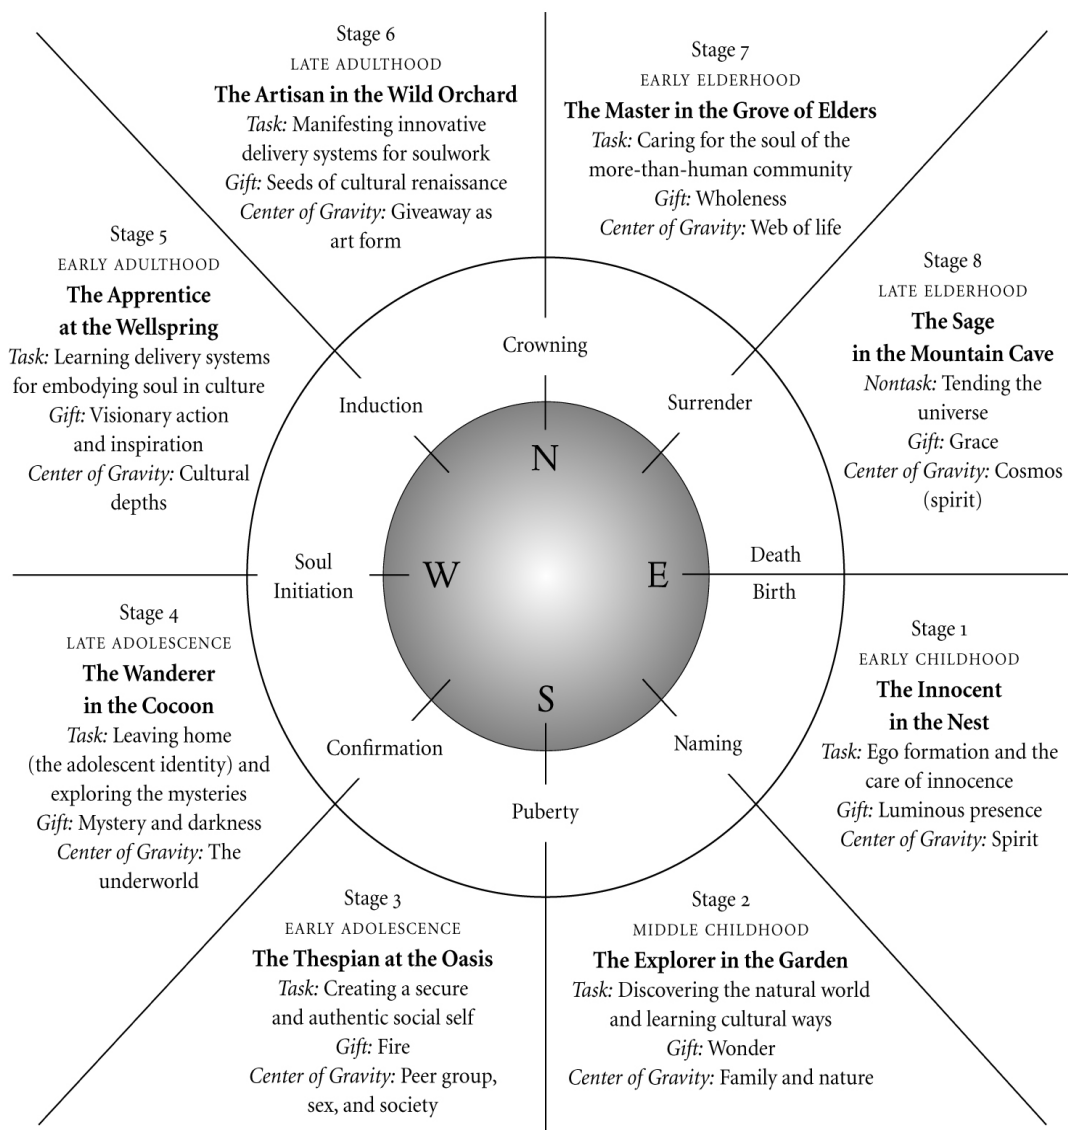 Stage 6
LATE ADULTHOOD
The Artisan in the Wild Orchard
Task: Manifesting innovative
delivery systems for soulwork
Gift: Seeds of cultural renaissance
Center of Gravity: Giveaway as
art form
Stage 7
EARLY ELDERHOOD
The Master in the Grove of Elders
Task: Caring for the soul of the
more-than-human community
Gift: Wholeness
Center of Gravity: Web of life
Stage 5
EARLY ADULTHOOD
The Apprentice
at the Wellspring
Task: Learning delivery systems
for embodying soul in culture
Gift: Visionary action
and inspiration
Center of Gravity: Cultural
depths
Stage 8
LATE ELDERHOOD
The Sage
in the Mountain Cave
Nontask: Tending the
universe
Gift: Grace
Center of Gravity: Cosmos
(spirit)
Crowning
Induction
Surrender
N
Soul
Initiation
W
E
Death
Birth
S
Confirmation
Naming
Puberty
Stage 4
LATE ADOLESCENCE
The Wanderer
in the Cocoon
Task: Leaving home
(the adolescent identity) and
exploring the mysteries
Gift: Mystery and darkness
Center of Gravity: The
underworld
Stage 1
EARLY CHILDHOOD
The Innocent
in the Nest
Task: Ego formation and the
care of innocence
Gift: Luminous presence
Center of Gravity: Spirit
Stage 3
EARLY ADOLESCENCE
The Thespian at the Oasis
Task: Creating a secure
and authentic social self
Gift: Fire
Center of Gravity: Peer group,
sex, and society
Stage 2
MIDDLE CHILDHOOD
The Explorer in the Garden
Task: Discovering the natural world
and learning cultural ways
Gift: Wonder
Center of Gravity: Family and nature